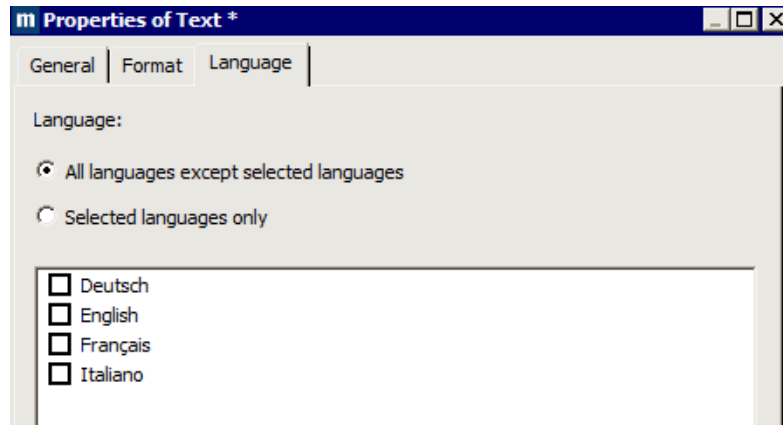 m Properties of Text *
General Format Language
Language:
All languages except selected languages
Selected languages only
Deutsch
English
Français
Italiano